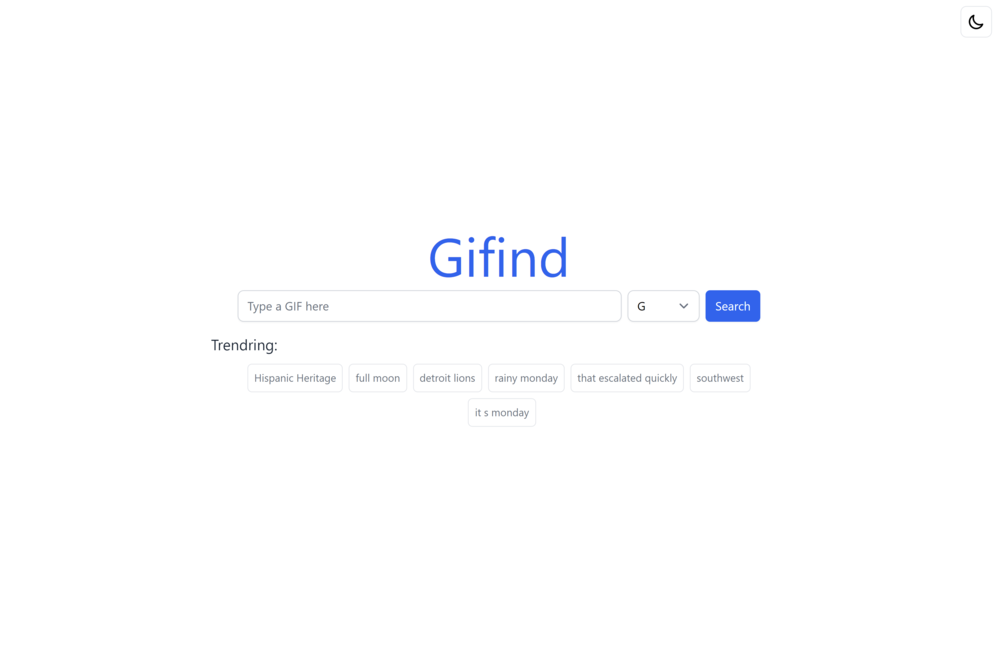 Gifind
Type a GIF here
G
Search
Trendring:
Hispanic Heritage
full moon
detroit lions
rainy monday
that escalated quickly
southwest
it s monday